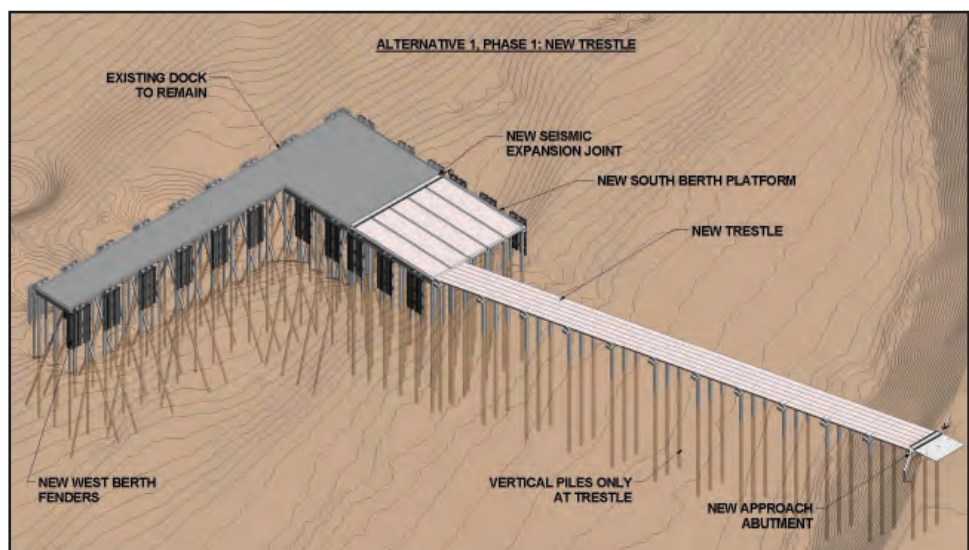 ALTERNATIVE 1, PHASE 1: NEW TRESTLE
EXISTING DOCK
TO REMAIN
NEW SEISMIC
EXPANSION JOINT
NEW SOUTH BERTH PLATFORM
NEW TRESTLE
NEW WEST BERTH
FENDERS
VERTICAL PILES ONLY
AT TRESTLE
NEW APPROACH
ABUTMENT